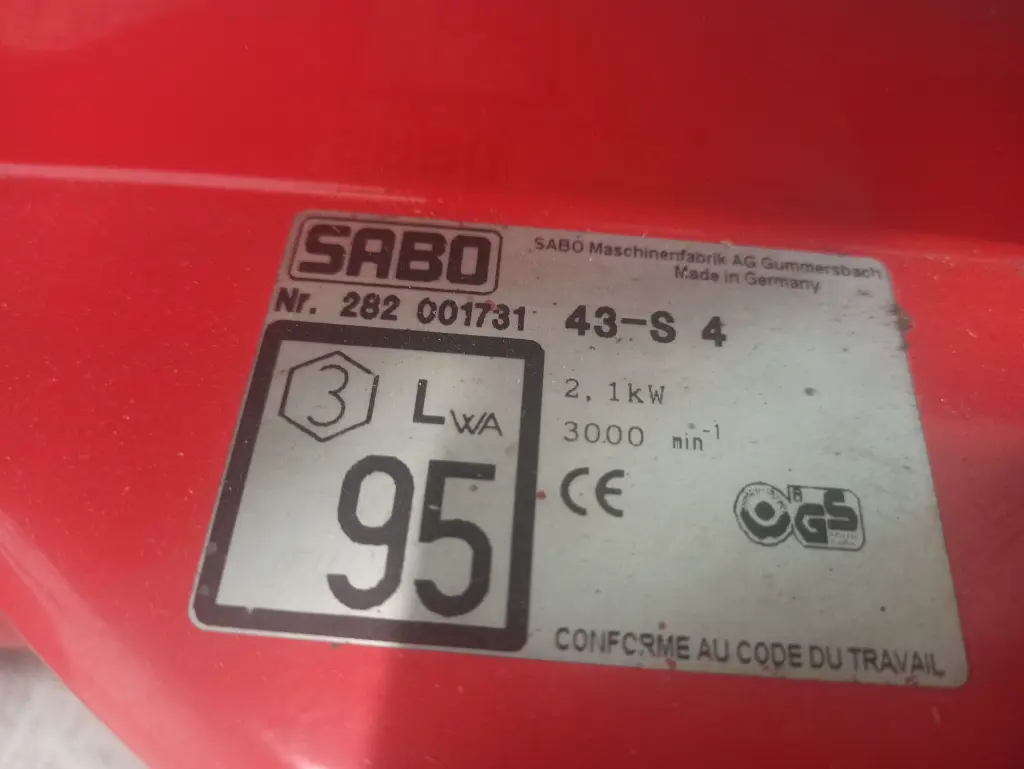 SABO
SABO Maschinenfabrik AG Gummersbach
Made in Germany
Nr. 282 001731
43-S 4
3 LWA
95
2,1kW
3000 min-1
CE
GS
CONFORME AU CODE DU TRAVAIL